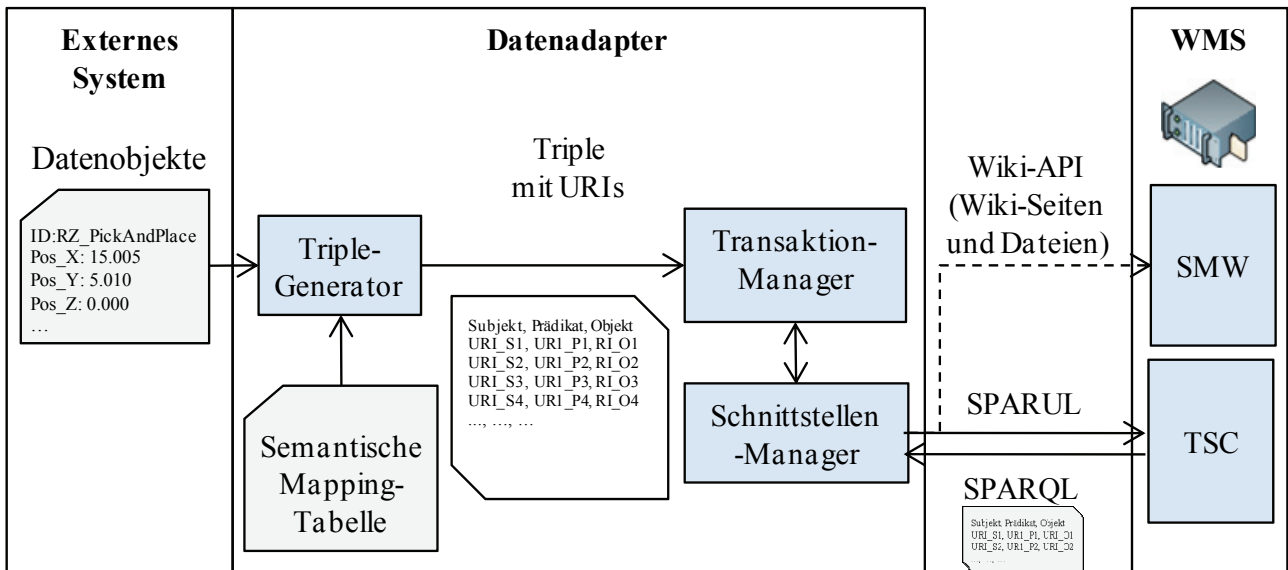 Externes
System
Datenadapter
WMS
Datenobjekte
ID:RZ_PickAndPlace
Pos_X: 15.005
Pos_Y: 5.010
Pos_Z: 0.000
…
Triple-
Generator
Semantische
Mapping-
Tabelle
Triple
mit URIs
Subjekt, Prädikat, Objekt
URI_S1, URI_P1, RI_O1
URI_S2, URI_P2, RI_O2
URI_S3, URI_P3, RI_O3
URI_S4, URI_P4, RI_O4
..., ..., …
Transaktion-
Manager
Schnittstellen
-Manager
Wiki-API
(Wiki-Seiten
und Dateien)
SPARUL
SPARQL
Subjekt, Prädikat, Objekt
URI_S1, URI_P1, URI_O1
URI_S2, URI_P2, URI_O2
..., ..., ...
SMW
TSC